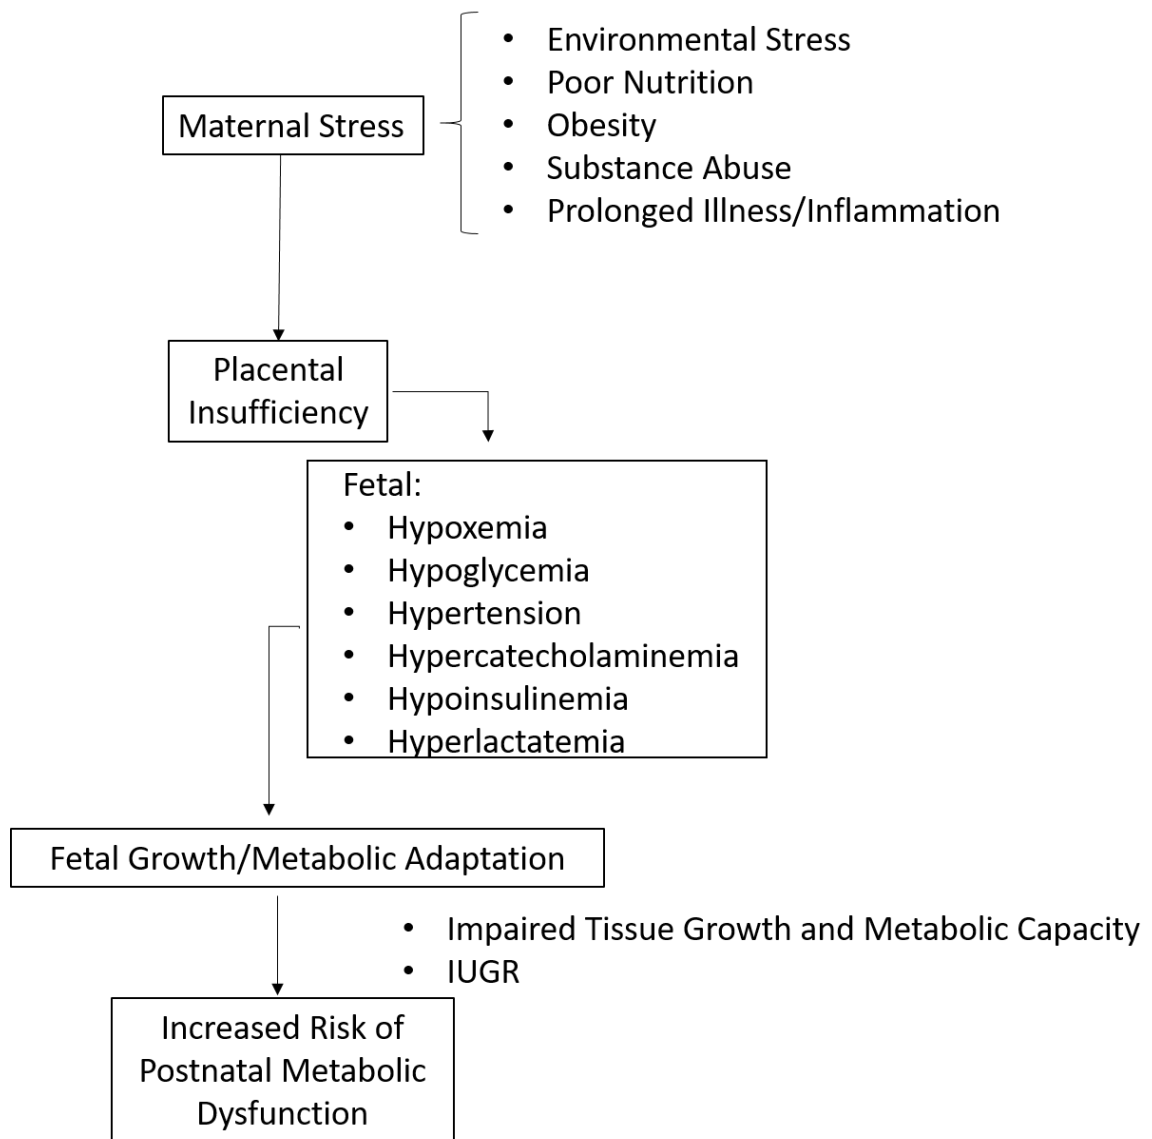 • Environmental Stress
• Poor Nutrition
Maternal Stress
• Obesity
• Substance Abuse
• Prolonged Illness/Inflammation
Placental
Insufficiency
Fetal:
• Hypoxemia
• Hypoglycemia
• Hypertension
• Hypercatecholaminemia
• Hypoinsulinemia
• Hyperlactatemia
Fetal Growth/Metabolic Adaptation
• Impaired Tissue Growth and Metabolic Capacity
• IUGR
Increased Risk of
Postnatal Metabolic
Dysfunction